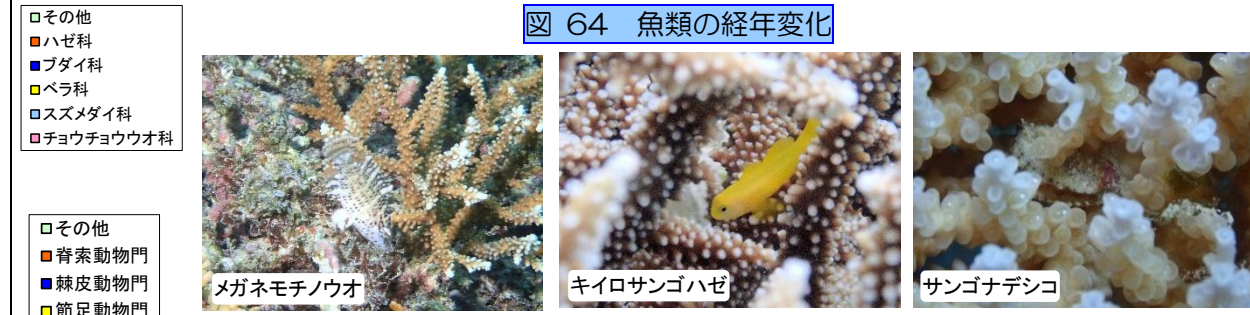 図 64 魚類の経年変化
その他
ハゼ科
ブダイ科
ベラ科
スズメダイ科
チョウチョウウオ科
メガネモチノウオ
キイロサンゴハゼ
サンゴナデシコ
その他
脊索動物門
棘皮動物門
節足動物門